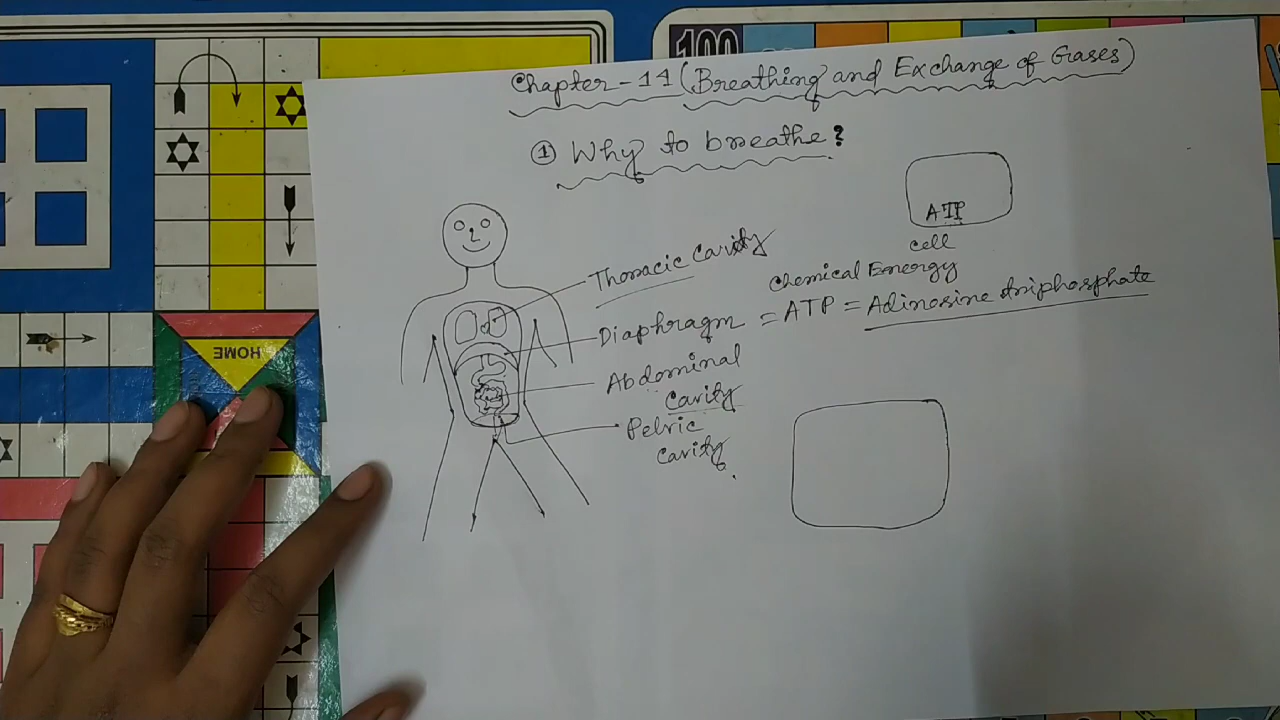 100
Chapter-14 (Breathing and Exchange of Gases)
① Why to breathe?
ATP
cell
Thoracic cavity
Chemical Energy
Diaphragm = ATP = Adinosine triphosphate
Abdominal
cavity
Pelvic
cavity
HOME